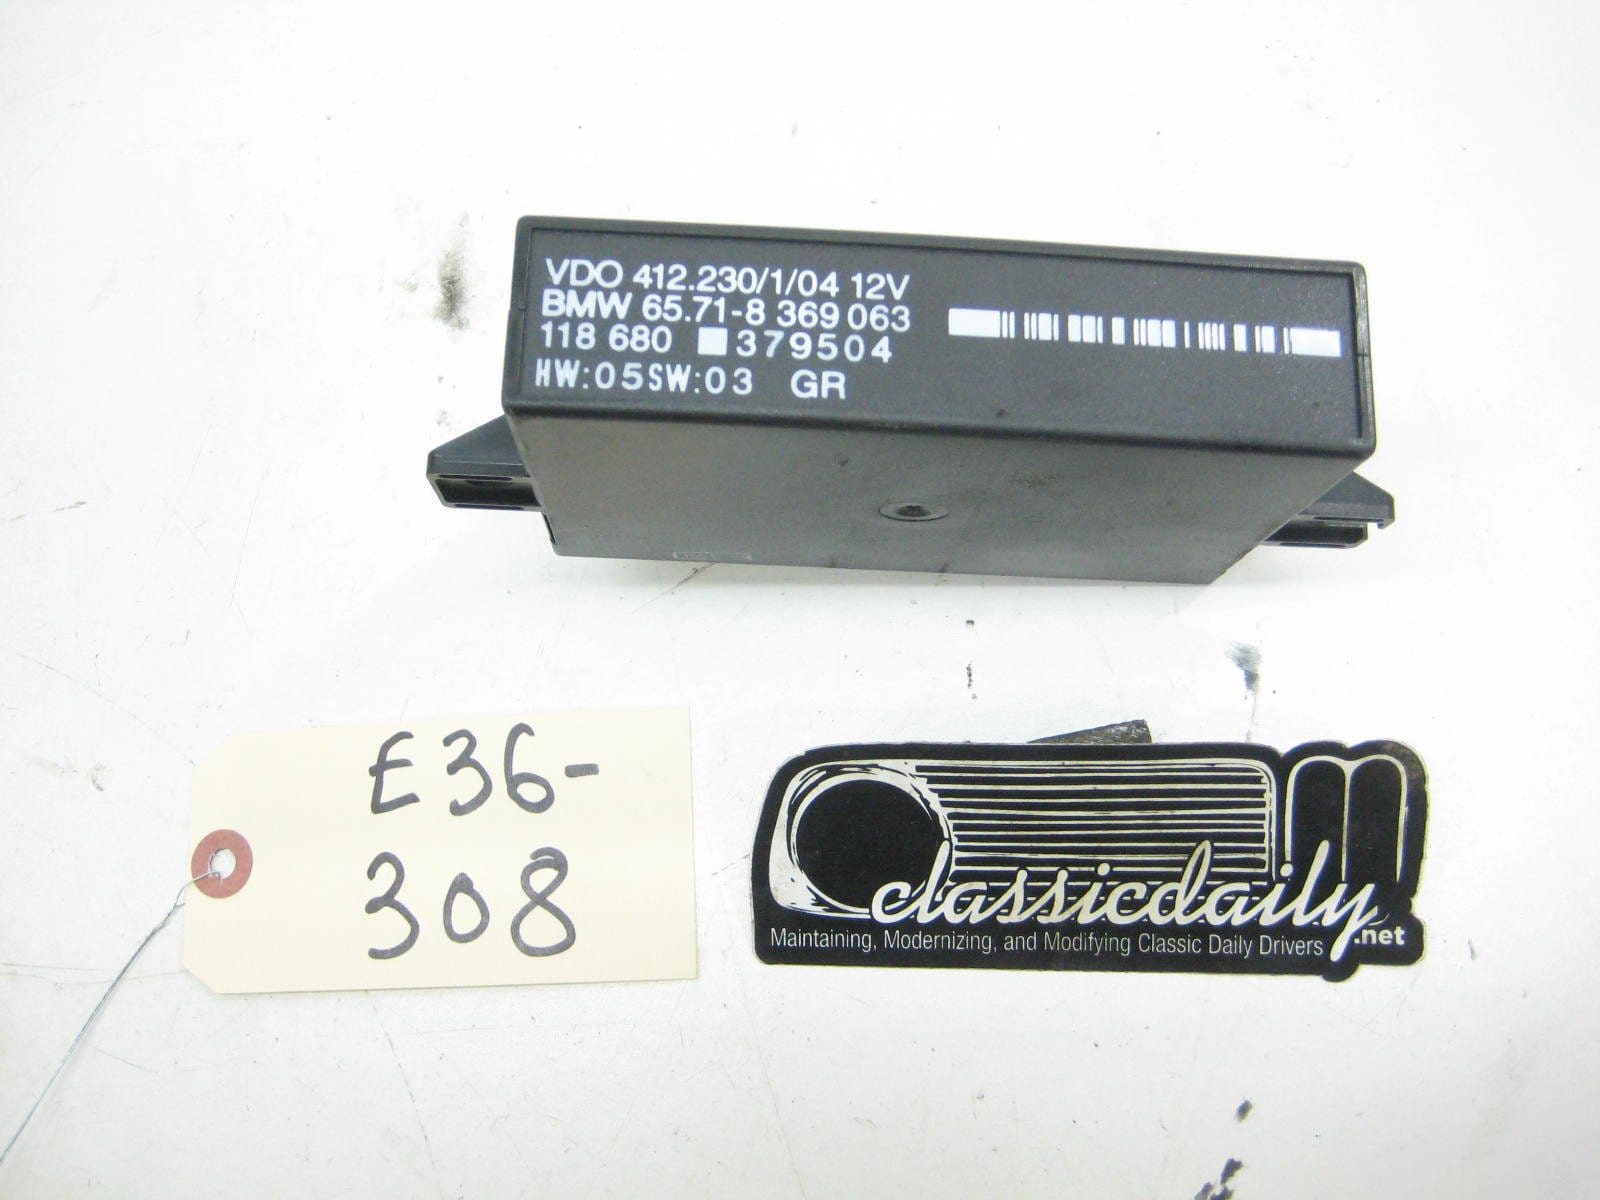 VDO 412.230/1/04 12V
BMW 65.71-8 369 063
118 680 379504
HW:05SW:03 GR
E36-
308
classicdaily.net
Maintaining, Modernizing, and Modifying Classic Daily Drivers